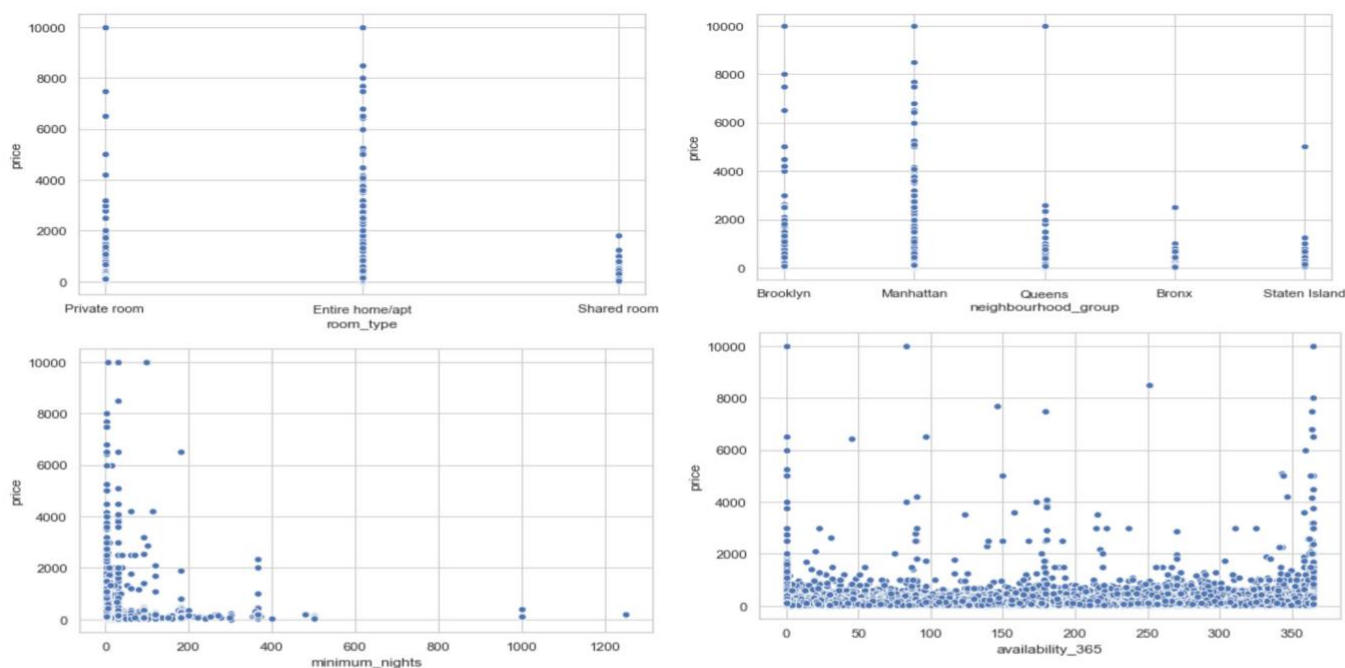 10000
8000
6000
4000
2000
0
price
Private room Entire home/apt Shared room
room_type
10000
8000
6000
4000
2000
0
price
Brooklyn Manhattan Queens Bronx Staten Island
neighbourhood_group
10000
8000
6000
4000
2000
0
price
0 200 400 600 800 1000 1200
minimum_nights
10000
8000
6000
4000
2000
0
price
0 50 100 150 200 250 300 350
availability_365